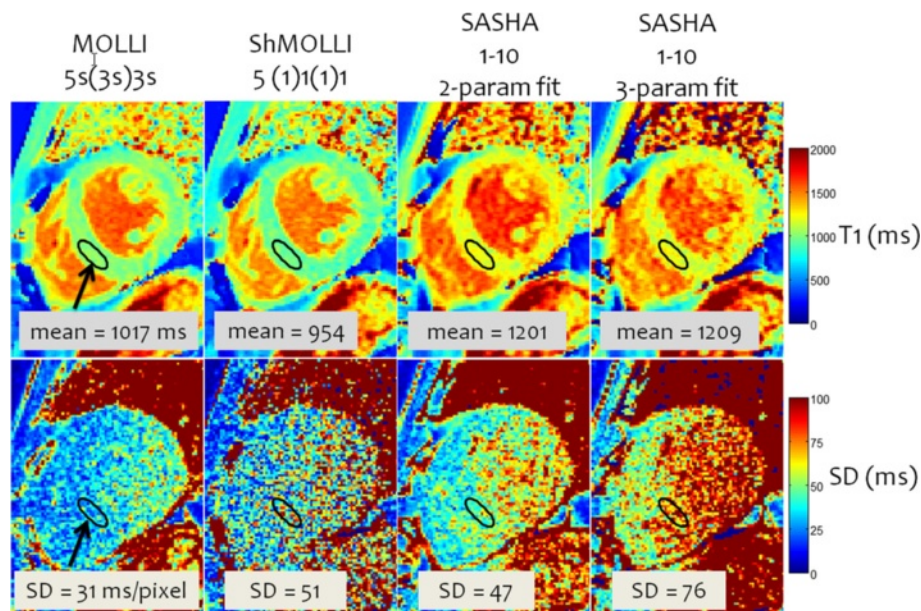 MOLLI
5s(3s)3s
ShMOLLI
5 (1)1(1)1
SASHA
1-10
2-param fit
SASHA
1-10
3-param fit
2000
1500
1000
500
0
T1 (ms)
mean = 1017 ms
mean = 954
mean = 1201
mean = 1209
100
75
50
25
0
SD (ms)
SD = 31 ms/pixel
SD = 51
SD = 47
SD = 76